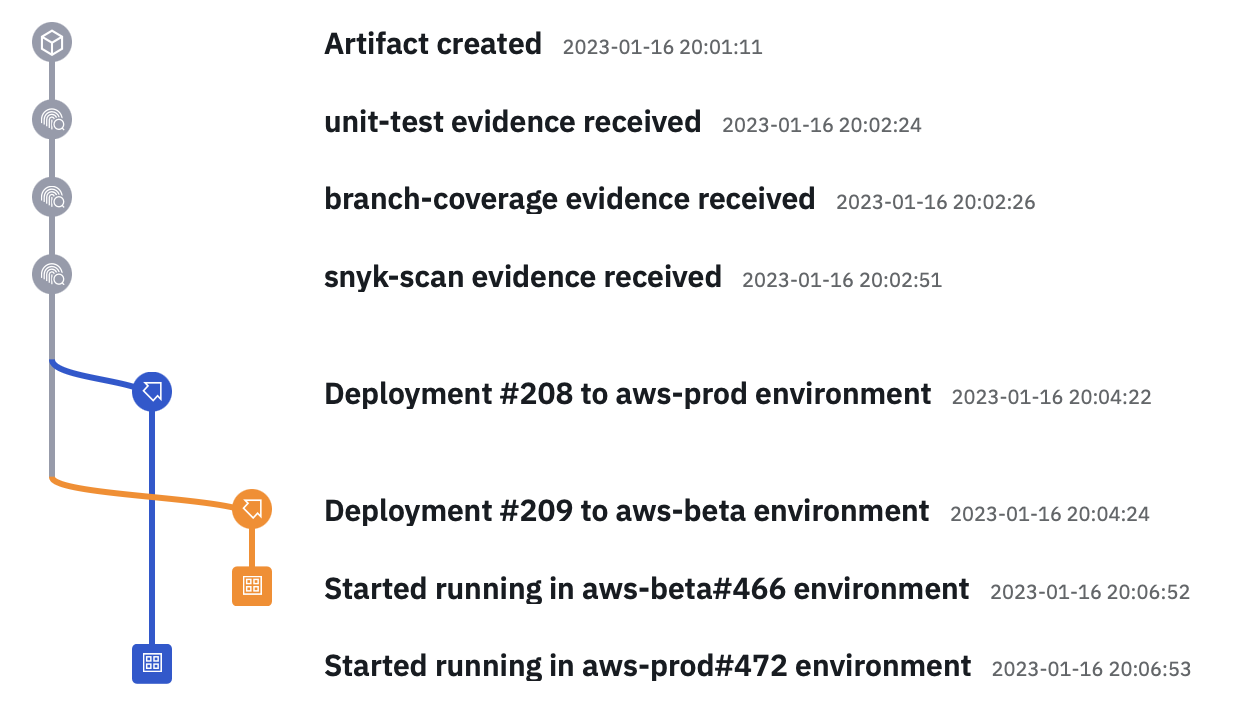 Artifact created 2023-01-16 20:01:11
unit-test evidence received 2023-01-16 20:02:24
branch-coverage evidence received 2023-01-16 20:02:26
snyk-scan evidence received 2023-01-16 20:02:51
Deployment #208 to aws-prod environment 2023-01-16 20:04:22
Deployment #209 to aws-beta environment 2023-01-16 20:04:24
Started running in aws-beta#466 environment 2023-01-16 20:06:52
Started running in aws-prod#472 environment 2023-01-16 20:06:53